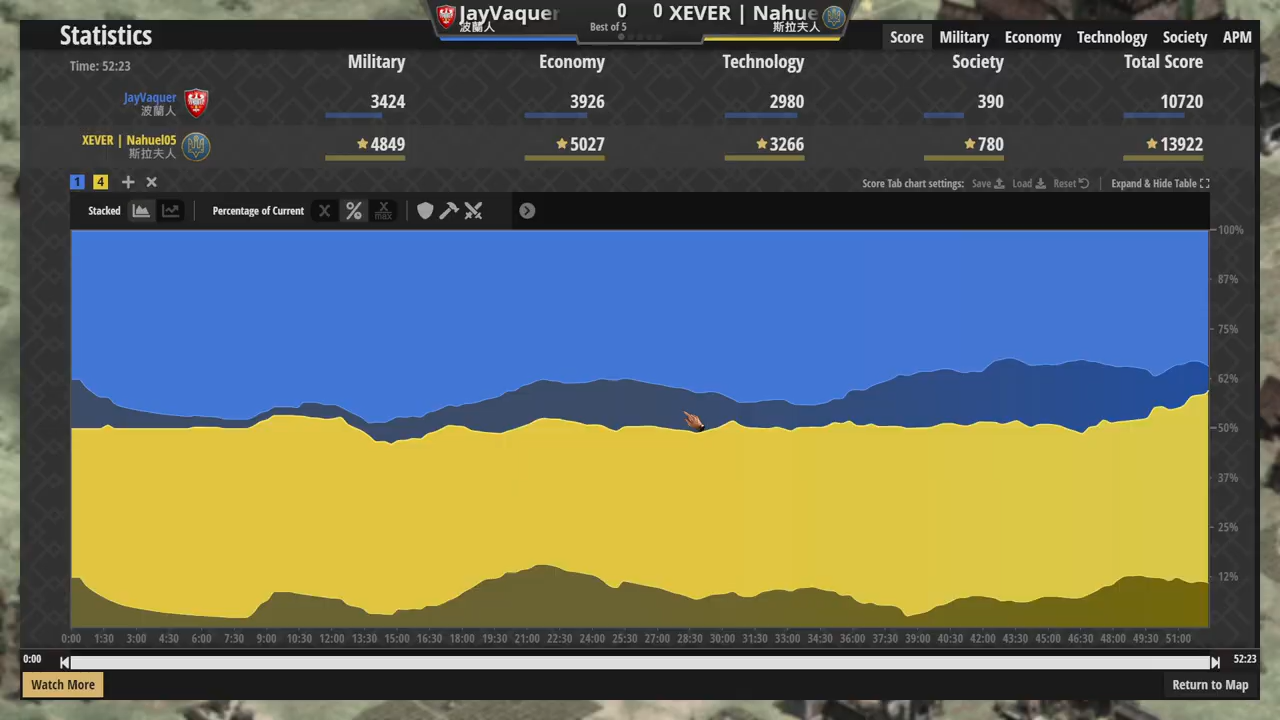 JayVaquer 0 0 XEVER | Nahue
波蘭人 Best of 5 斯拉夫人
Statistics
Score Military Economy Technology Society APM
Time: 52:23 Military Economy Technology Society Total Score
JayVaquer 3424 3926 2980 390 10720
波蘭人
XEVER | Nahuel05 4849 5027 3266 780 13922
斯拉夫人
1 4 Score Tab chart settings: Save Load Reset Expand & Hide Table
Stacked Percentage of Current X % X max
100%
87%
75%
62%
50%
37%
25%
12%
0:00 1:30 3:00 4:30 6:00 7:30 9:00 10:30 12:00 13:30 15:00 16:30 18:00 19:30 21:00 22:30 24:00 25:30 27:00 28:30 30:00 31:30 33:00 34:30 36:00 37:30 39:00 40:30 42:00 43:30 45:00 46:30 48:00 49:30 51:00
0:00 52:23
Watch More Return to Map